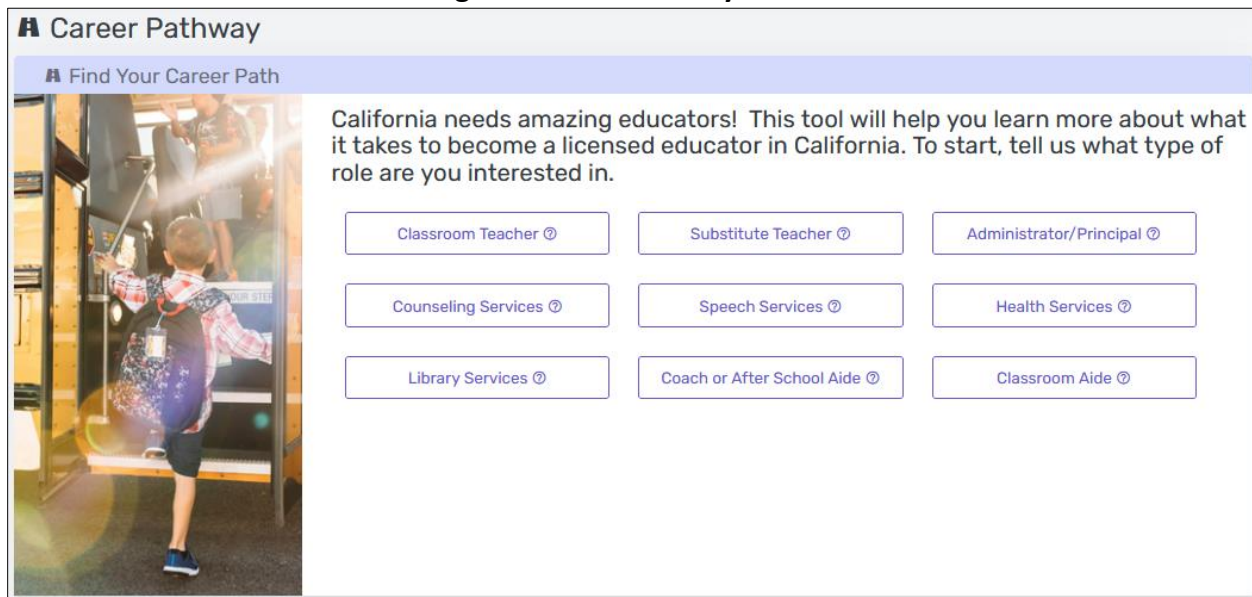 Career Pathway
Find Your Career Path
California needs amazing educators! This tool will help you learn more about what
it takes to become a licensed educator in California. To start, tell us what type of
role are you interested in.
Classroom Teacher
Substitute Teacher
Administrator/Principal
Counseling Services
Speech Services
Health Services
Library Services
Coach or After School Aide
Classroom Aide
OUR STEP